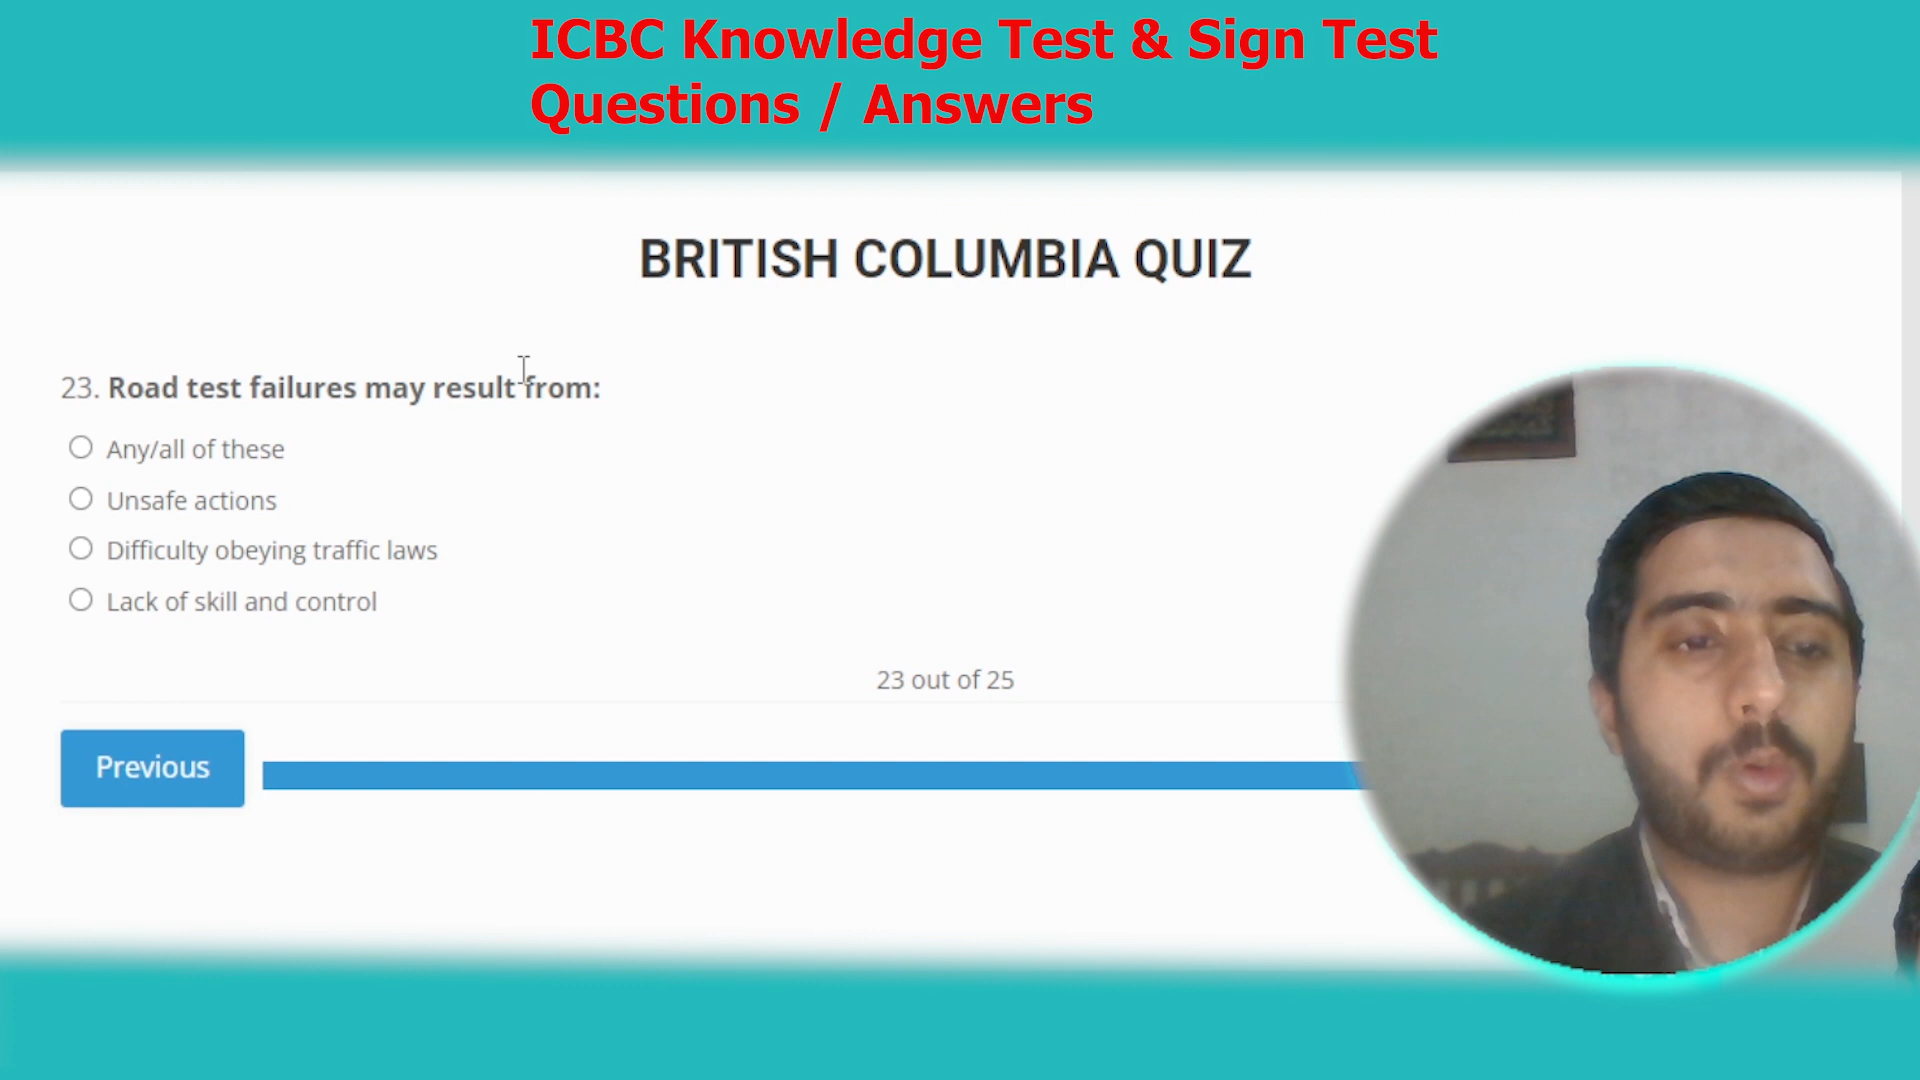 ICBC Knowledge Test & Sign Test
Questions / Answers
BRITISH COLUMBIA QUIZ
23. Road test failures may result from:
Any/all of these
Unsafe actions
Difficulty obeying traffic laws
Lack of skill and control
23 out of 25
Previous